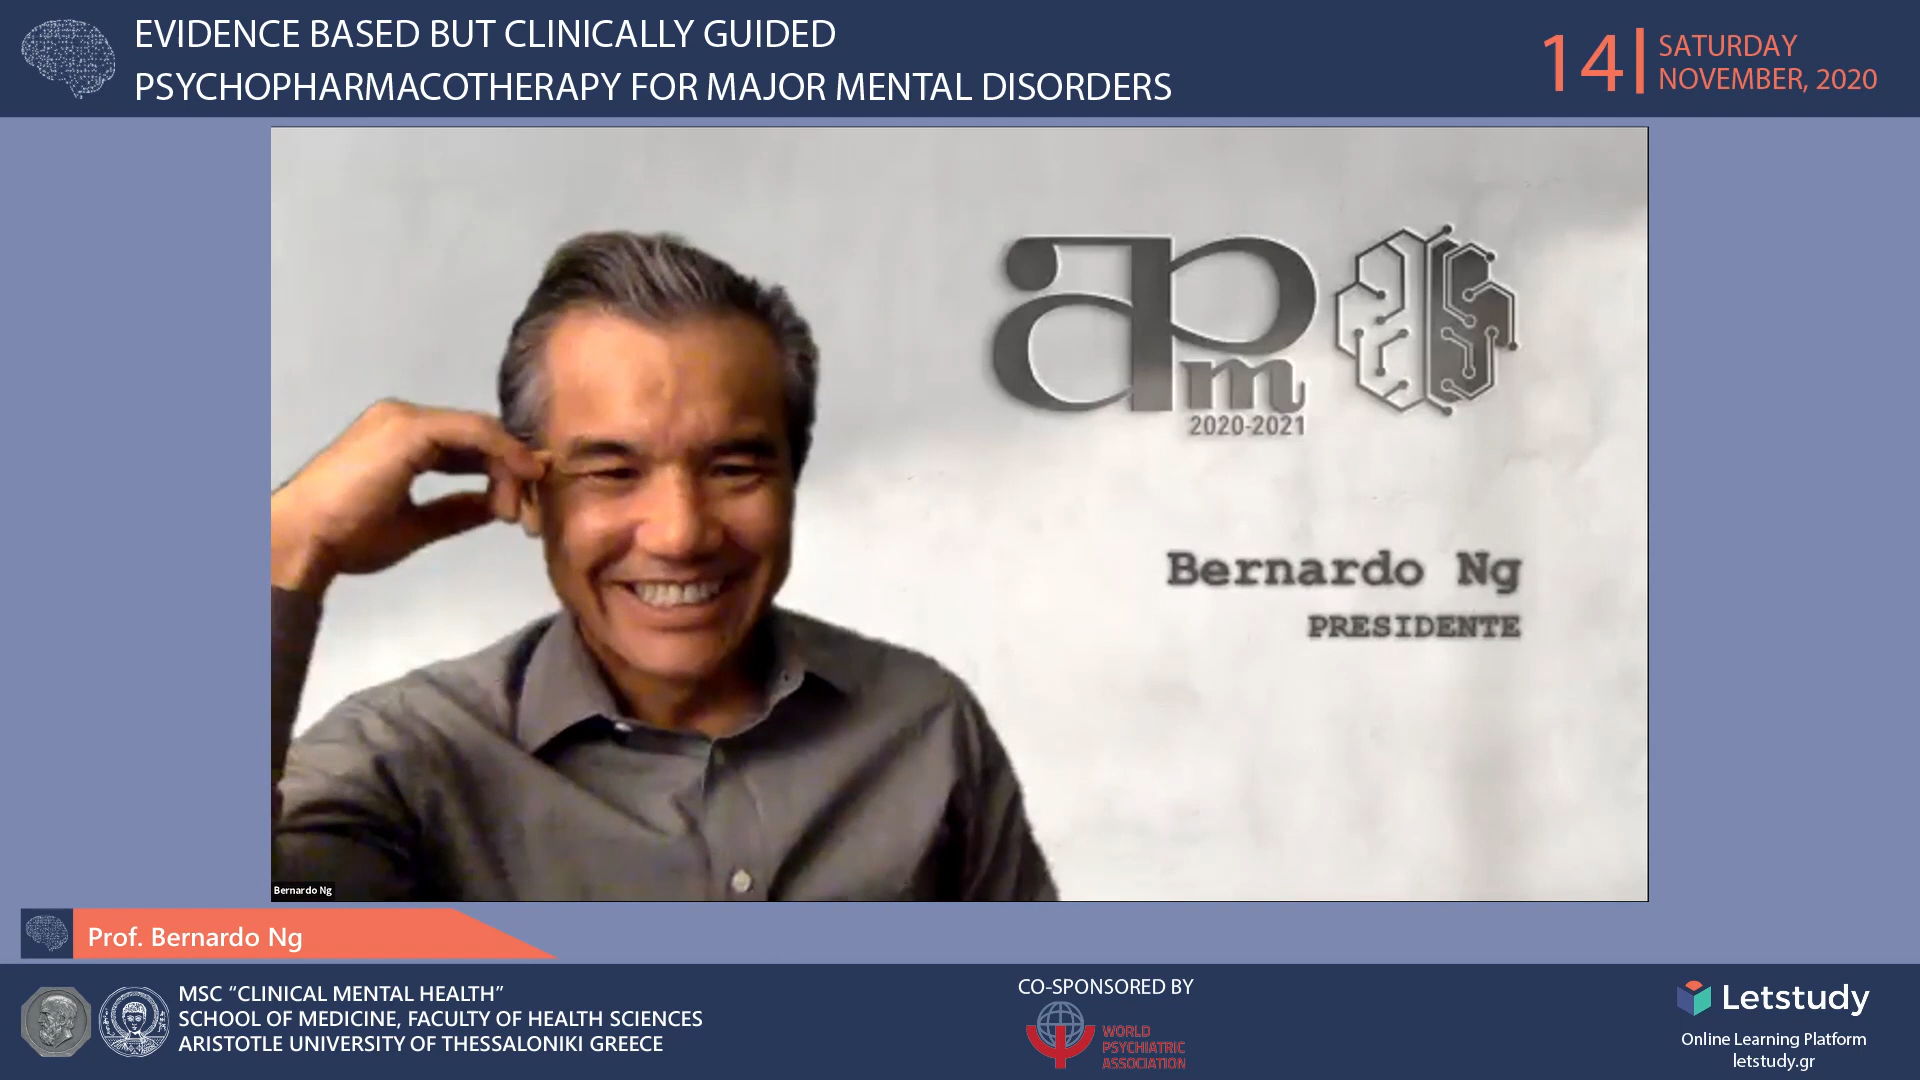 EVIDENCE BASED BUT CLINICALLY GUIDED
PSYCHOPHARMACOTHERAPY FOR MAJOR MENTAL DISORDERS
14
SATURDAY
NOVEMBER, 2020
apm
2020-2021
Bernardo Ng
PRESIDENTE
Bernardo Ng
Prof. Bernardo Ng
MSC “CLINICAL MENTAL HEALTH”
SCHOOL OF MEDICINE, FACULTY OF HEALTH SCIENCES
ARISTOTLE UNIVERSITY OF THESSALONIKI GREECE
CO-SPONSORED BY
WORLD
PSYCHIATRIC
ASSOCIATION
Letstudy
Online Learning Platform
letstudy.gr